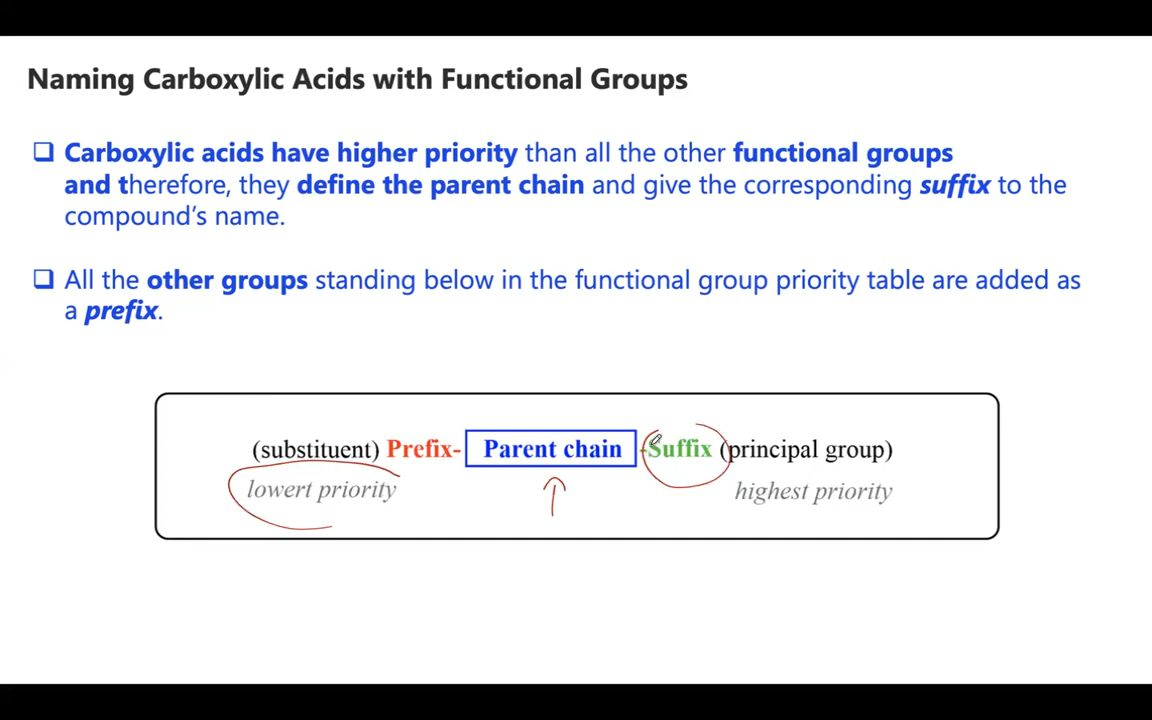 Naming Carboxylic Acids with Functional Groups
❑ Carboxylic acids have higher priority than all the other functional groups
and therefore, they define the parent chain and give the corresponding suffix to the
compound’s name.
❑ All the other groups standing below in the functional group priority table are added as
a prefix.
(substituent) Prefix- Parent chain -Suffix (principal group)
lowert priority highest priority